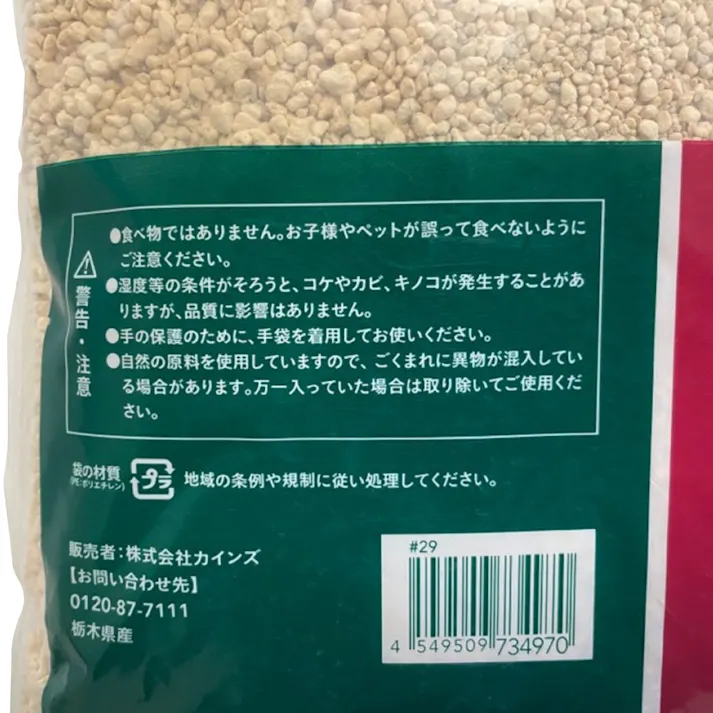 警告・注意
●食べ物ではありません。お子様やペットが誤って食べないように
ご注意ください。
●湿度等の条件がそろうと、コケやカビ、キノコが発生することがあ
りますが、品質に影響はありません。
●手の保護のために、手袋を着用してお使いください。
●自然の原料を使用していますので、ごくまれに異物が混入してい
る場合があります。万一入っていた場合は取り除いてご使用くだ
さい。
袋の材質
(PE:ポリエチレン)
プラ
地域の条例や規制に従い処理してください。
販売者：株式会社カインズ
【お問い合わせ先】
0120-87-7111
栃木県産
#29
4 549509 734970